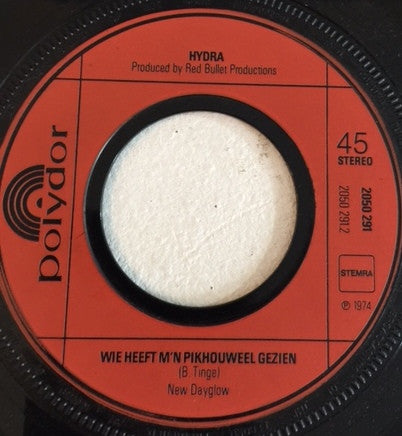 HYDRA
Produced by Red Bullet Productions
polydor
45
STEREO
2050 291
2050 291.2
STEMRA
℗ 1974
WIE HEEFT M'N PIKHOUWEEL GEZIEN
(B. Tinge)
New Dayglow